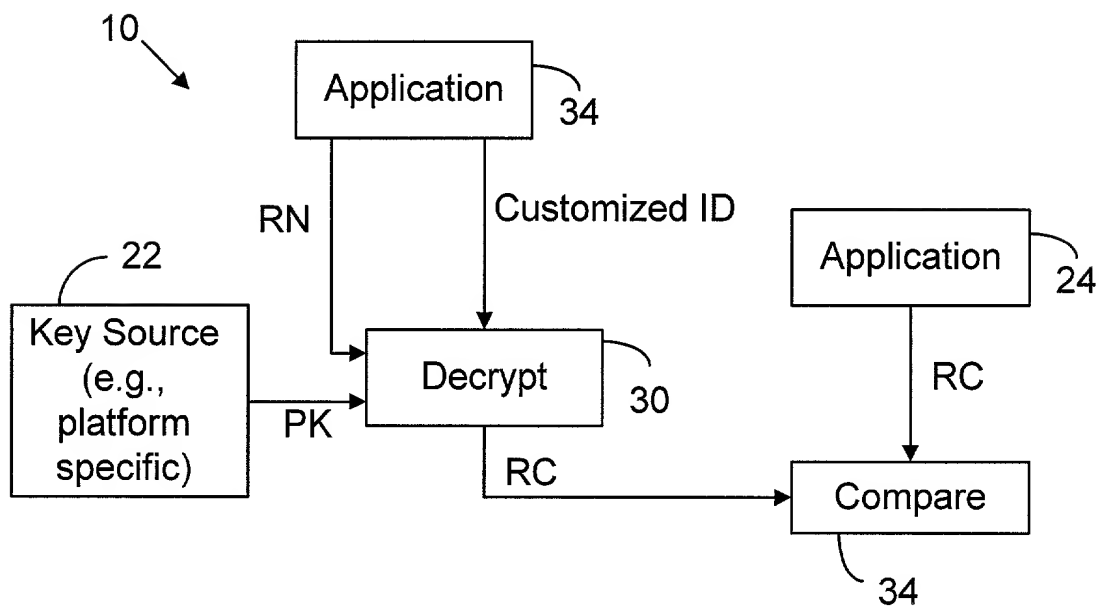 10
Application
34
RN
Customized ID
22
Application
24
Key Source
(e.g.,
platform
specific)
PK
Decrypt
30
RC
RC
Compare
34